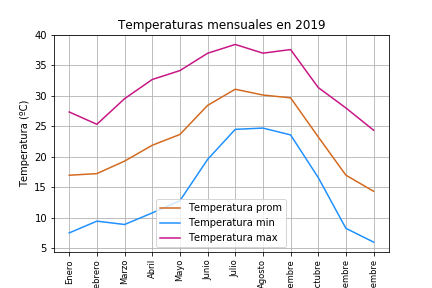 Temperaturas mensuales en 2019
Temperatura (ºC)
40
35
30
25
20
15
10
5
Temperatura prom
Temperatura min
Temperatura max
Enero
ebrero
Marzo
Abril
Mayo
Junio
Julio
Agosto
embre
ctubre
embre
embre